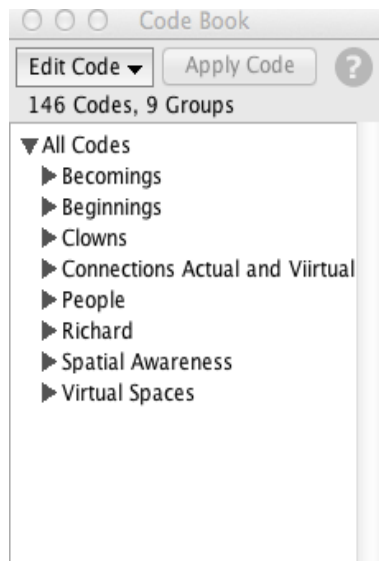 Code Book
Edit Code Apply Code ?
146 Codes, 9 Groups
All Codes
Becomings
Beginnings
Clowns
Connections Actual and Viirtual
People
Richard
Spatial Awareness
Virtual Spaces